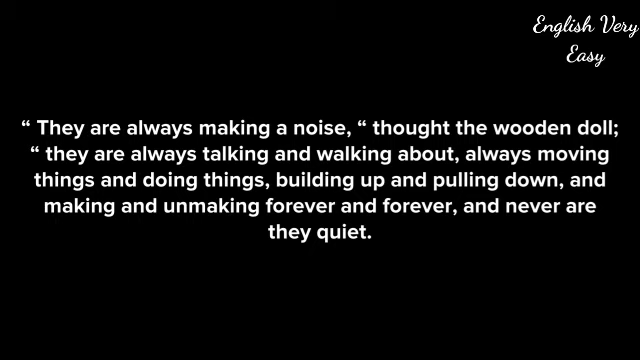 English Very
Easy
“ They are always making a noise, “ thought the wooden doll;
“ they are always talking and walking about, always moving
things and doing things, building up and pulling down, and
making and unmaking forever and forever, and never are
they quiet.